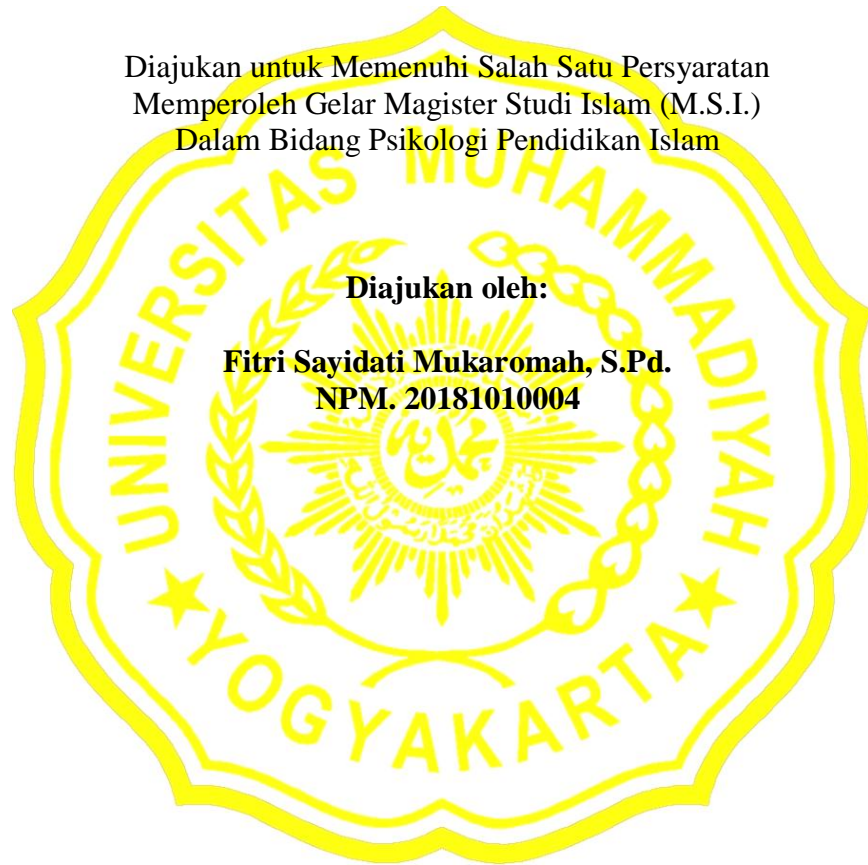 Diajukan untuk Memenuhi Salah Satu Persyaratan
Memperoleh Gelar Magister Studi Islam (M.S.I.)
Dalam Bidang Psikologi Pendidikan Islam
UNIVERSITAS MUHAMMADIYAH
Diajukan oleh:
Fitri Sayidati Mukaromah, S.Pd.
NPM. 20181010004
محمدية
★ YOGYAKARTA ★